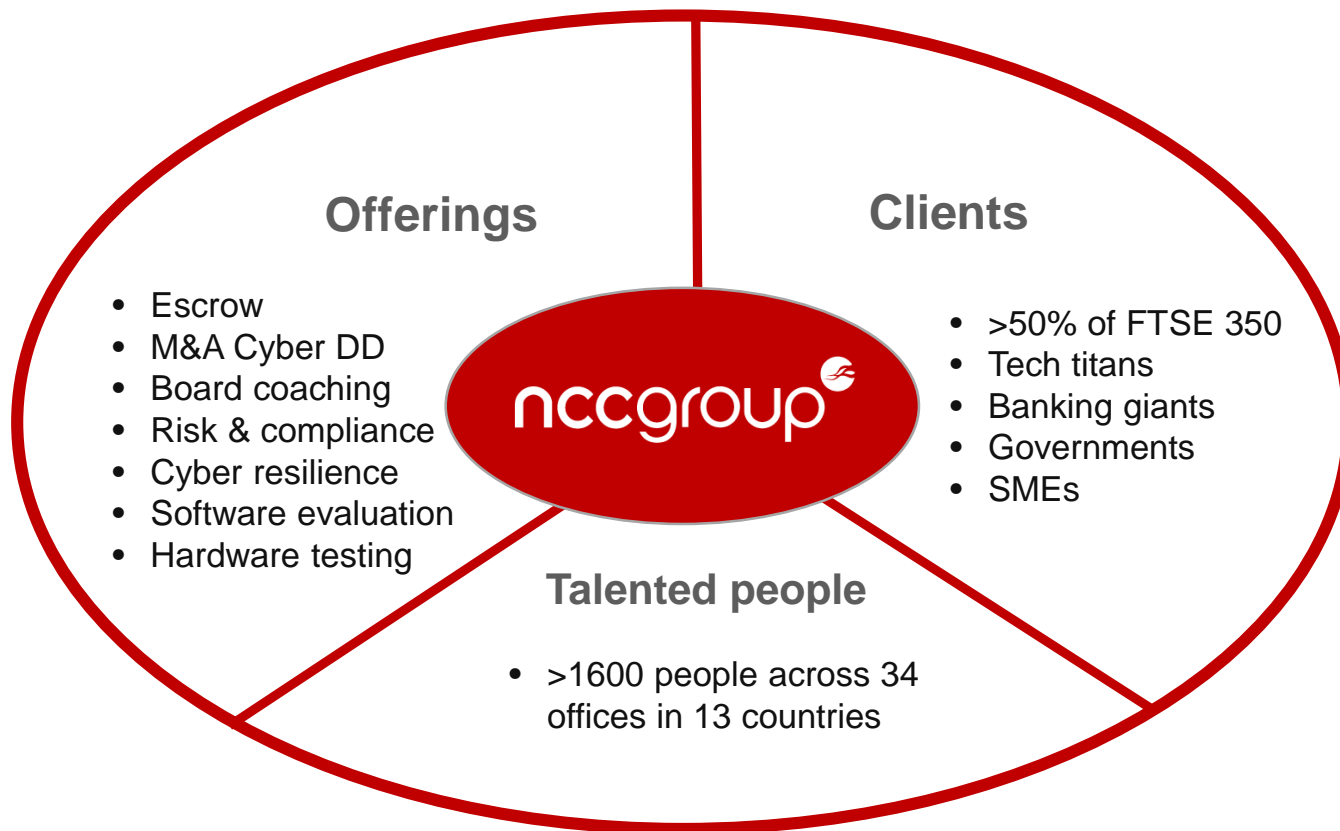 Offerings
• Escrow
• M&A Cyber DD
• Board coaching
• Risk & compliance
• Cyber resilience
• Software evaluation
• Hardware testing
Clients
• >50% of FTSE 350
• Tech titans
• Banking giants
• Governments
• SMEs
nccgroup
Talented people
• >1600 people across 34
offices in 13 countries